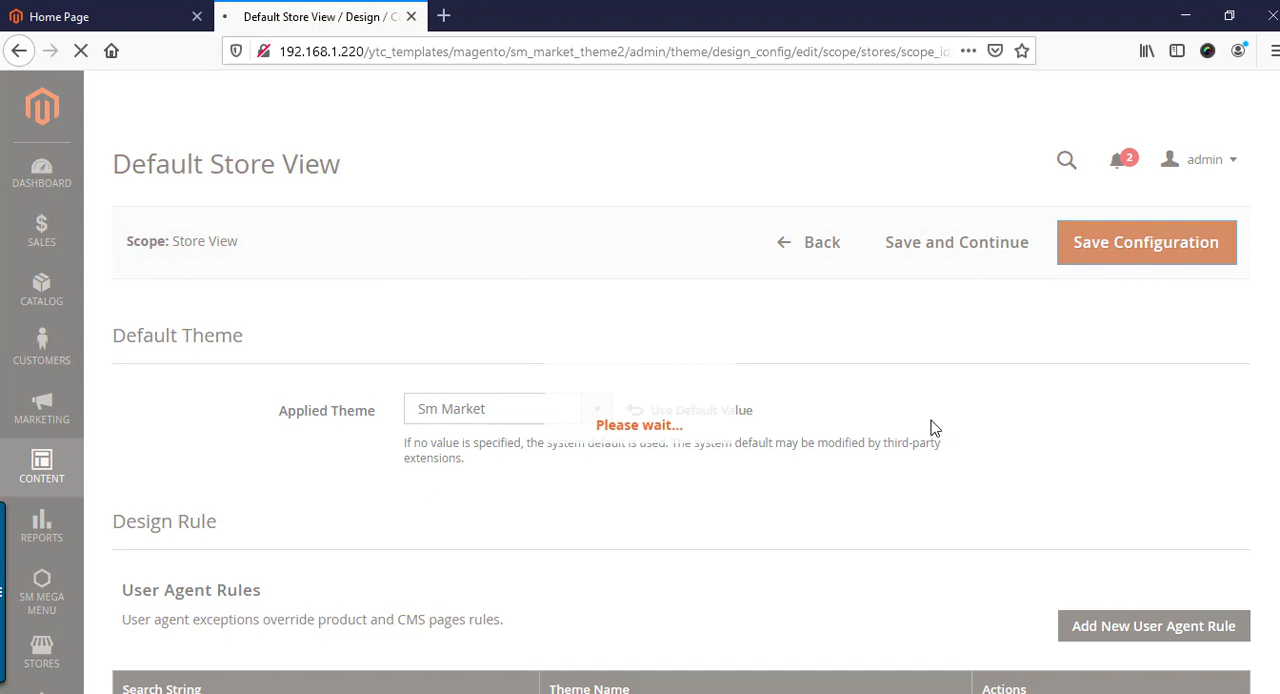 Home Page
Default Store View / Design / C
192.168.1.220/ytc_templates/magento/sm_market_theme2/admin/theme/design_config/edit/scope/stores/scope_id
Default Store View
2
admin
Scope: Store View
Back
Save and Continue
Save Configuration
DASHBOARD
SALES
CATALOG
CUSTOMERS
MARKETING
CONTENT
REPORTS
SM MEGA
MENU
STORES
Default Theme
Applied Theme
Sm Market
Use Default Value
Please wait...
If no value is specified, the system default is used. The system default may be modified by third-party
extensions.
Design Rule
User Agent Rules
User agent exceptions override product and CMS pages rules.
Add New User Agent Rule
Search String
Theme Name
Actions